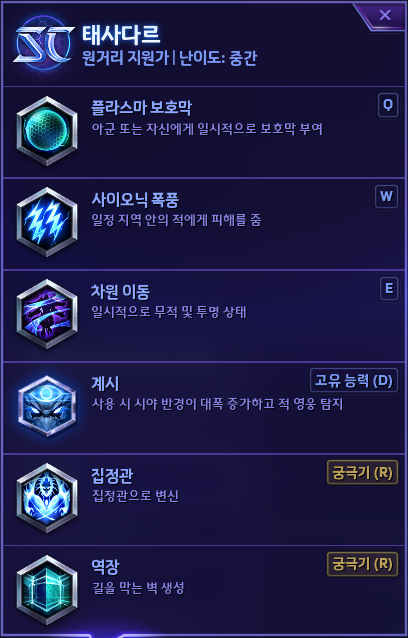 SC
태사다르
원거리 지원가 | 난이도: 중간
플라스마 보호막
Q
아군 또는 자신에게 일시적으로 보호막 부여
사이오닉 폭풍
W
일정 지역 안의 적에게 피해를 줌
차원 이동
E
일시적으로 무적 및 투명 상태
계시
고유 능력 (D)
사용 시 시야 반경이 대폭 증가하고 적 영웅 탐지
집정관
궁극기 (R)
집정관으로 변신
역장
궁극기 (R)
길을 막는 벽 생성